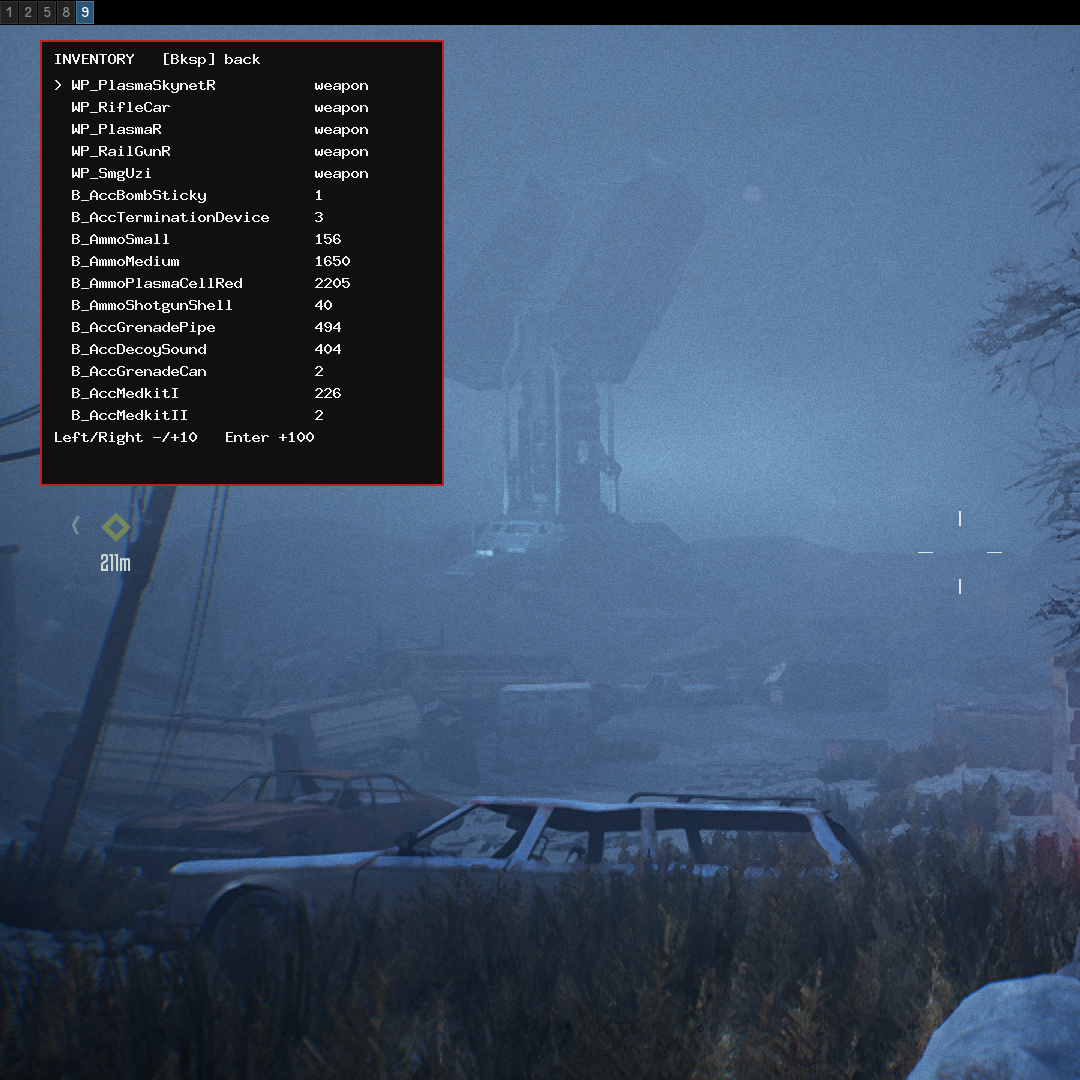 1 2 5 8 9
INVENTORY [Bksp] back
> WP_PlasmaSkynetR weapon
WP_RifleCar weapon
WP_PlasmaR weapon
WP_RailGunR weapon
WP_SmgUzi weapon
B_AccBombSticky 1
B_AccTerminationDevice 3
B_AmmoSmall 156
B_AmmoMedium 1650
B_AmmoPlasmaCellRed 2205
B_AmmoShotgunShell 40
B_AccGrenadePipe 494
B_AccDecoySound 404
B_AccGrenadeCan 2
B_AccMedkitI 226
B_AccMedkitII 2
Left/Right -/+10 Enter +100
211m